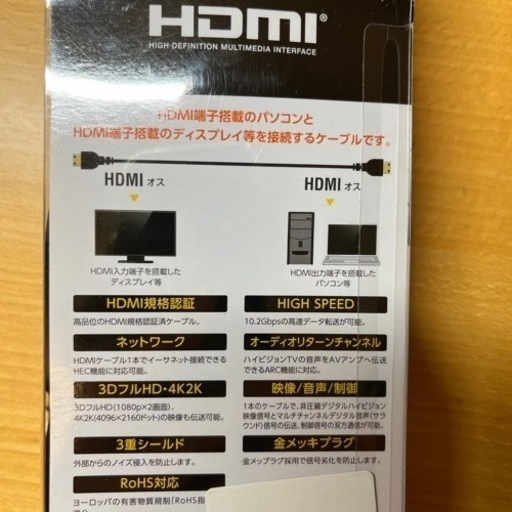 HDMI®
HIGH-DEFINITION MULTIMEDIA INTERFACE
HDMI端子搭載のパソコンと
HDMI端子搭載のディスプレイ等を接続するケーブルです。
HDMI オス
HDMI オス
HDMI入力端子を搭載した
ディスプレイ等
HDMI出力端子を搭載した
パソコン等
HDMI規格認証
高品位のHDMI規格認証済ケーブル。
HIGH SPEED
10.2Gbpsの高速データ転送が可能。
ネットワーク
HDMIケーブル1本でイーサネット接続できる
HEC機能に対応。
オーディオリターンチャンネル
ハイビジョンTVの音声をAVアンプへ伝送
できるARC機能に対応。
3DフルHD・4K2K
3DフルHD(1080p×2画面)、
4K2K(4096×2160ドット)の映像も伝送可能。
映像/音声/制御
1本のケーブルで、非圧縮デジタルハイビジョン
映像信号とマルチチャンネルデジタル音声(サラ
ウンド)信号の伝送、制御信号の双方通信が可能。
3重シールド
外部からのノイズ侵入を防止します。
金メッキプラグ
金メッキプラグ採用で信号劣化を防止します。
RoHS対応
ヨーロッパの有害物質規制「RoHS指